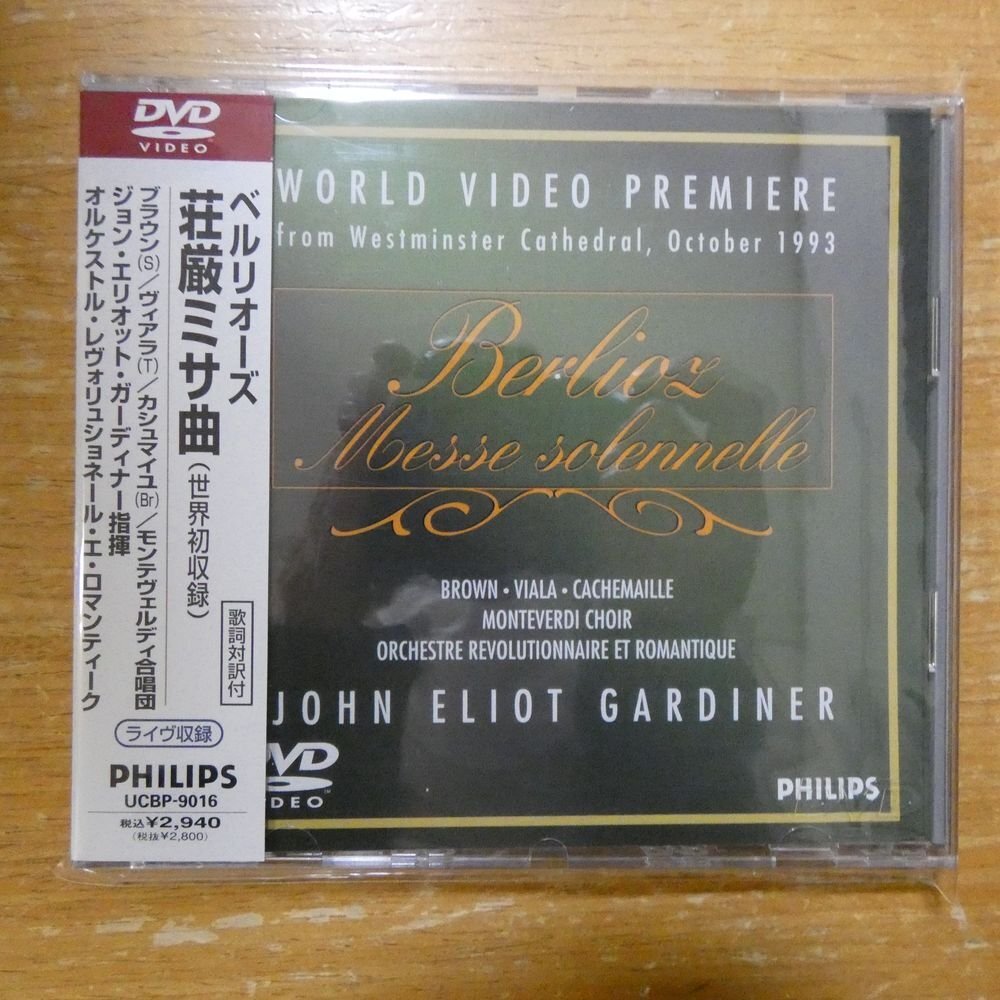 DVD
VIDEO
ベルリオーズ
荘厳ミサ曲(世界初収録)
ブラウン(S)/ヴィアラ(T)/カシュマイユ(Br)/モンテヴェルディ合唱団
ジョン・エリオット・ガーディナー指揮
オルケストル・レヴォリュショネール・エ・ロマンティーク
歌詞対訳付
ライヴ収録
PHILIPS
UCBP-9016
税込¥2,940
(税抜¥2,800)
WORLD VIDEO PREMIERE
from Westminster Cathedral, October 1993
Berlioz
Messe solennelle
BROWN • VIALA • CACHEMAILLE
MONTEVERDI CHOIR
ORCHESTRE REVOLUTIONNAIRE ET ROMANTIQUE
JOHN ELIOT GARDINER
DVD
VIDEO
PHILIPS